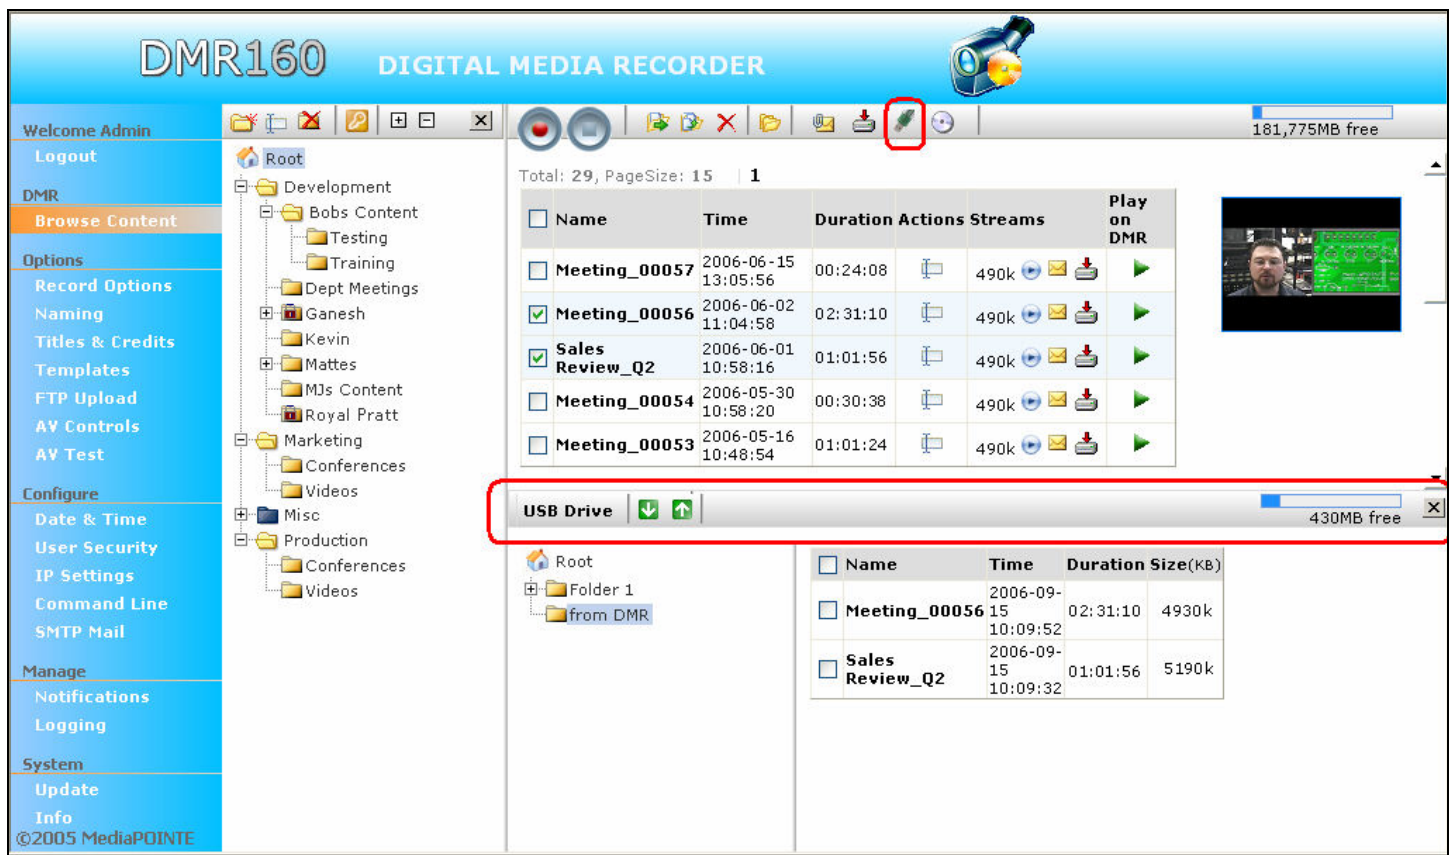 DMR160 DIGITAL MEDIA RECORDER
Welcome Admin
Logout
DMR
Browse Content
Options
Record Options
Naming
Titles & Credits
Templates
FTP Upload
AV Controls
AV Test
Configure
Date & Time
User Security
IP Settings
Command Line
SMTP Mail
Manage
Notifications
Logging
System
Update
Info
©2005 MediaPOINTE
Root
Development
Bobs Content
Testing
Training
Dept Meetings
Ganesh
Kevin
Mattes
MJs Content
Royal Pratt
Marketing
Conferences
Videos
Misc
Production
Conferences
Videos
181,775MB free
Total: 29, PageSize: 15 | 1
Name Time Duration Actions Streams Play on DMR
Meeting_00057 2006-06-15 13:05:56 00:24:08 490k
Meeting_00056 2006-06-02 11:04:58 02:31:10 490k
Sales Review_Q2 2006-06-01 10:58:16 01:01:56 490k
Meeting_00054 2006-05-30 10:58:20 00:30:38 490k
Meeting_00053 2006-05-16 10:48:54 01:01:24 490k
USB Drive
430MB free
Root
Folder 1
from DMR
Name Time Duration Size(KB)
Meeting_00056 2006-09-15 10:09:52 02:31:10 4930k
Sales Review_Q2 2006-09-15 10:09:32 01:01:56 5190k